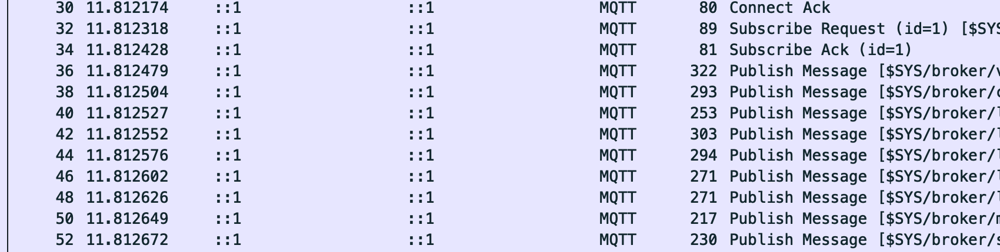 30 11.812174 ::1 ::1 MQTT 80 Connect Ack
32 11.812318 ::1 ::1 MQTT 89 Subscribe Request (id=1) [$SYS
34 11.812428 ::1 ::1 MQTT 81 Subscribe Ack (id=1)
36 11.812479 ::1 ::1 MQTT 322 Publish Message [$SYS/broker/v
38 11.812504 ::1 ::1 MQTT 293 Publish Message [$SYS/broker/
40 11.812527 ::1 ::1 MQTT 253 Publish Message [$SYS/broker/l
42 11.812552 ::1 ::1 MQTT 303 Publish Message [$SYS/broker/l
44 11.812576 ::1 ::1 MQTT 294 Publish Message [$SYS/broker/l
46 11.812602 ::1 ::1 MQTT 271 Publish Message [$SYS/broker/l
48 11.812626 ::1 ::1 MQTT 271 Publish Message [$SYS/broker/l
50 11.812649 ::1 ::1 MQTT 217 Publish Message [$SYS/broker/m
52 11.812672 ::1 ::1 MQTT 230 Publish Message [$SYS/broker/s